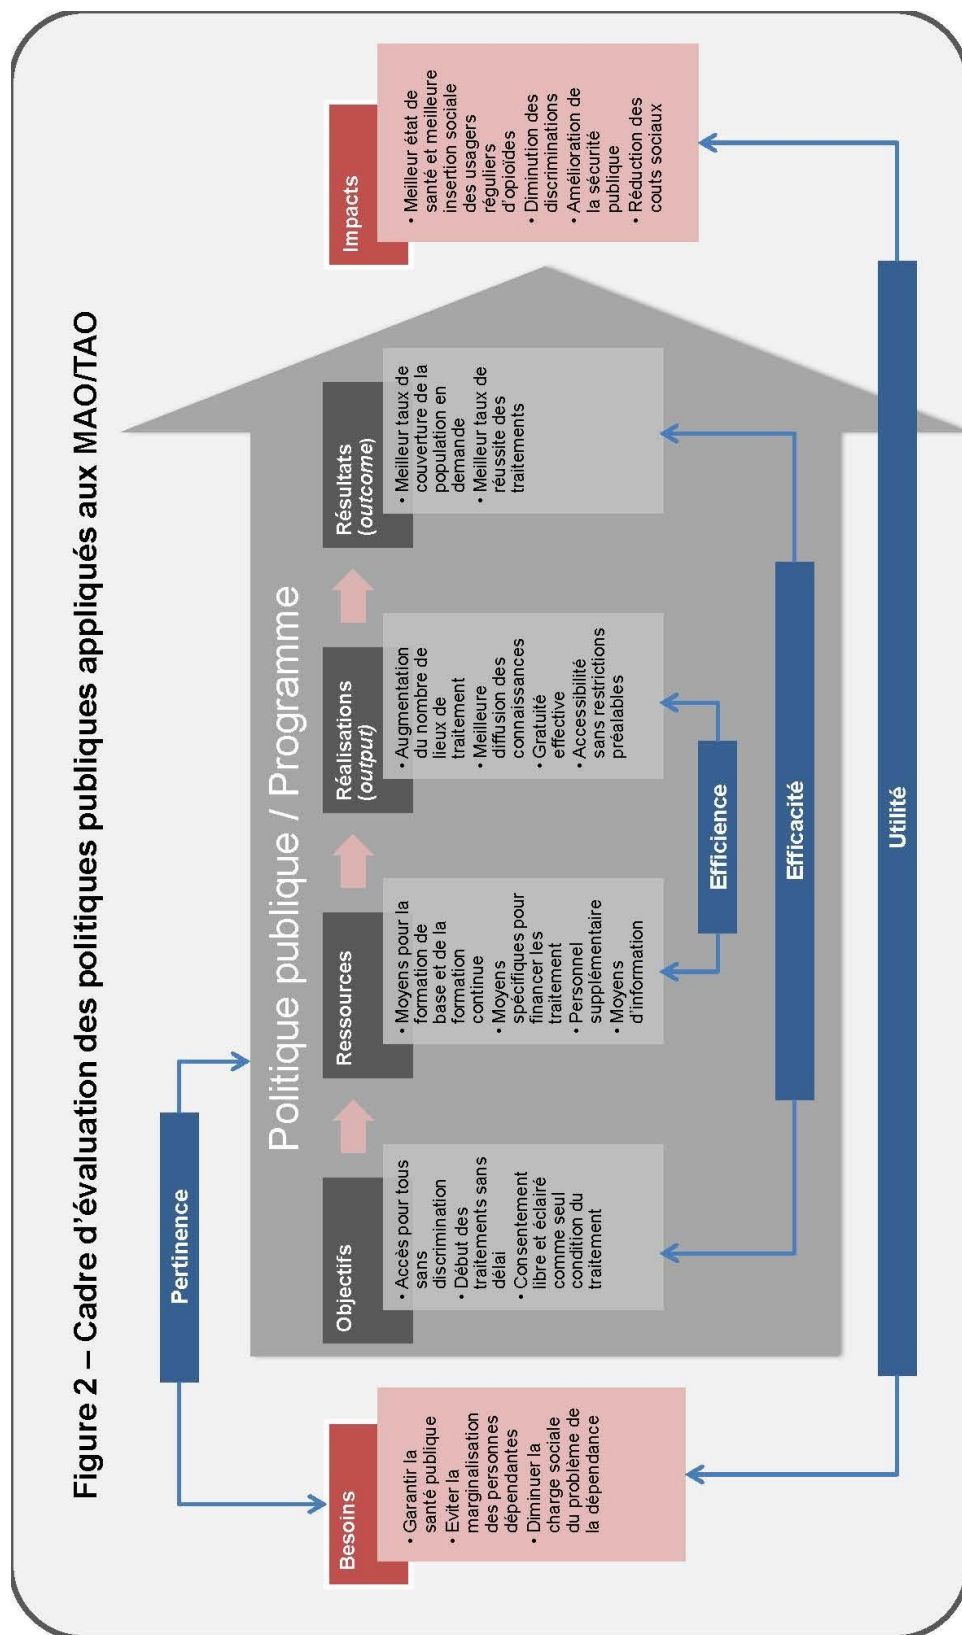 Figure 2 – Cadre d'évaluation des politiques publiques appliqués aux MAO/TAO
Pertinence
Politique publique / Programme
Besoins
• Garantir la
santé publique
• Eviter la
marginalisation
des personnes
dépendantes
• Diminuer la
charge sociale
du problème de
la dépendance
Objectifs
• Accès pour tous
sans
discrimination
• Début des
traitements sans
délai
• Consentement
libre et éclairé
comme seul
condition du
traitement
Ressources
• Moyens pour la
formation de
base et de la
formation
continue
• Moyens
spécifiques pour
financer les
traitement
• Personnel
supplémentaire
• Moyens
d'information
Réalisations
(output)
• Augmentation
du nombre de
lieux de
traitement
• Meilleure
diffusion des
connaissances
• Gratuité
effective
• Accessibilité
sans restrictions
préalables
Résultats
(outcome)
• Meilleur taux de
couverture de la
population en
demande
• Meilleur taux de
réussite des
traitements
Impacts
• Meilleur état de
santé et meilleure
insertion sociale
des usagers
réguliers
d'opioïdes
• Diminution des
discriminations
• Amélioration de
la sécurité
publique
• Réduction des
couts sociaux
Efficience
Efficacité
Utilité